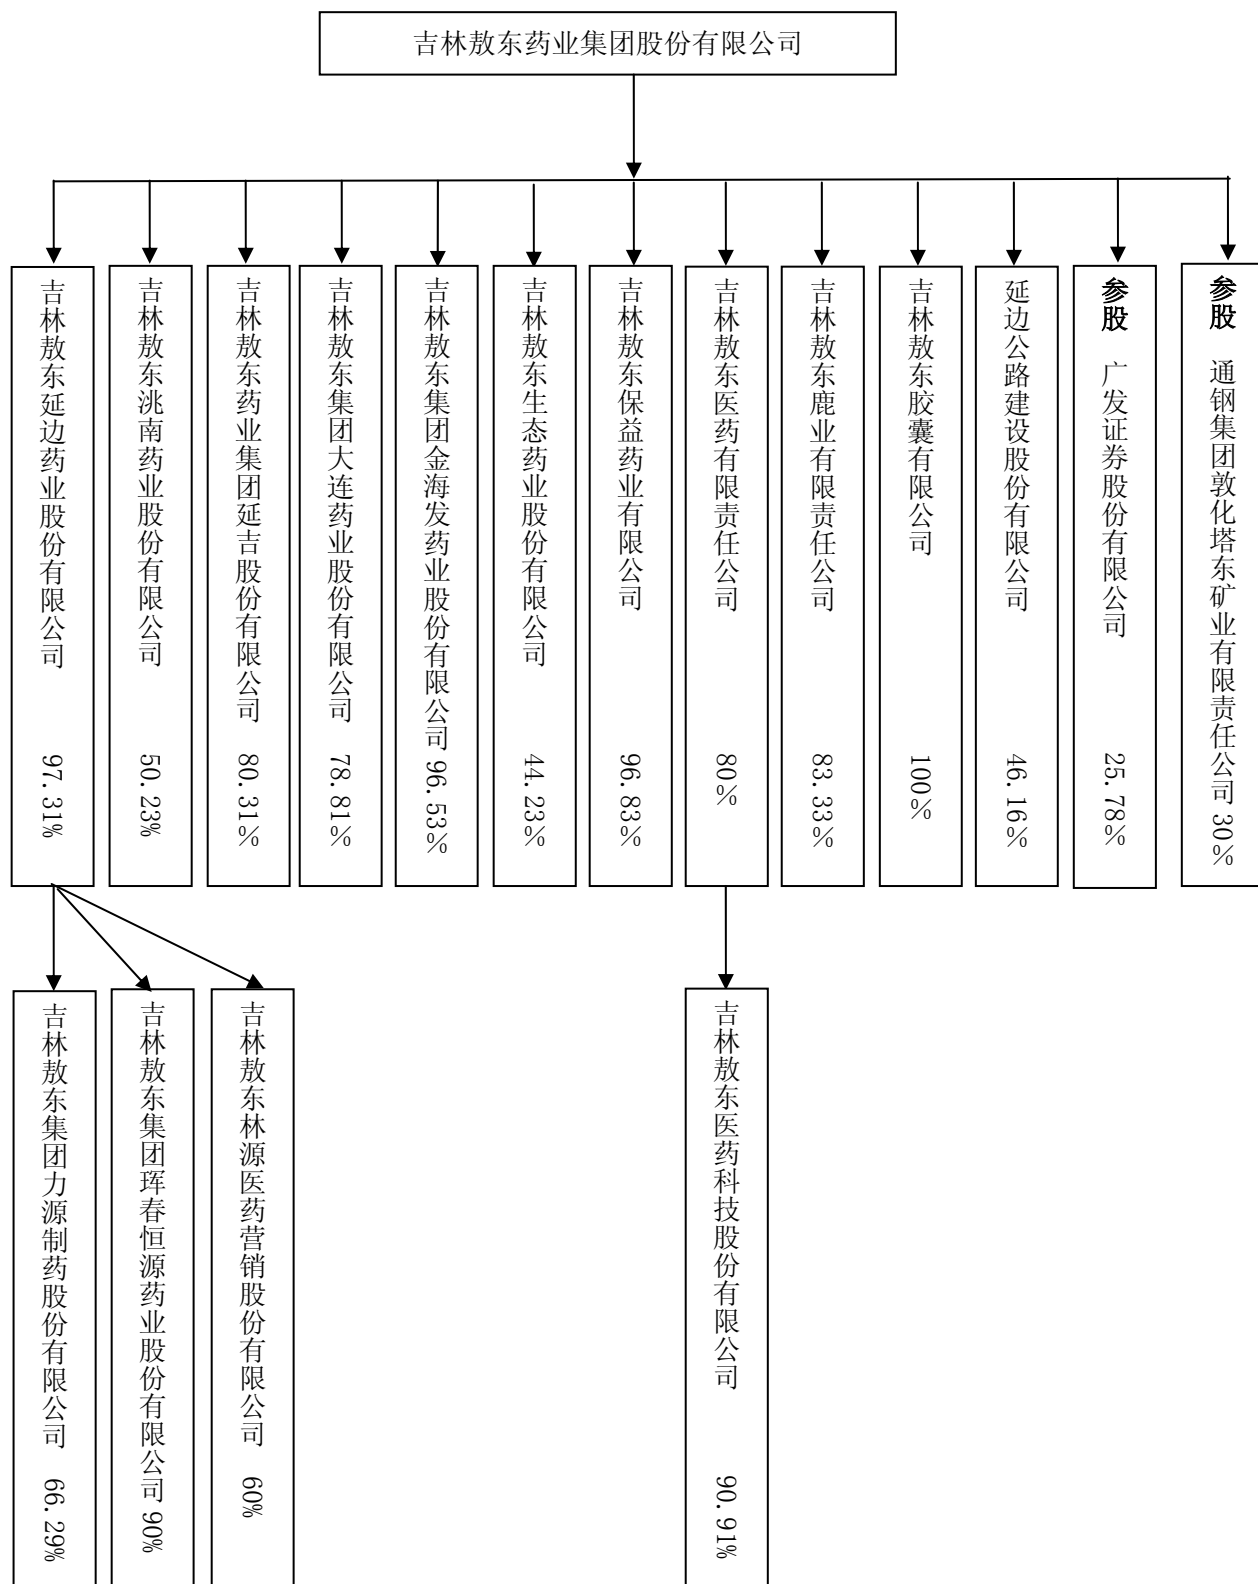 吉林敖东药业集团股份有限公司
吉林敖东延边药业股份有限公司 97.31%
吉林敖东洮南药业股份有限公司 50.23%
吉林敖东药业集团延吉股份有限公司 80.31%
吉林敖东集团大连药业股份有限公司 78.81%
吉林敖东集团金海发药业股份有限公司 96.53%
吉林敖东生态药业股份有限公司 44.23%
吉林敖东保益药业有限公司 96.83%
吉林敖东医药有限责任公司 80%
吉林敖东鹿业有限责任公司 83.33%
吉林敖东胶囊有限公司 100%
延边公路建设股份有限公司 46.16%
参股 广发证券股份有限公司 25.78%
参股 通钢集团敦化塔东矿业有限责任公司 30%
吉林敖东集团力源制药股份有限公司 66.29%
吉林敖东集团珲春恒源药业股份有限公司 90%
吉林敖东林源医药营销股份有限公司 60%
吉林敖东医药科技股份有限公司 90.91%